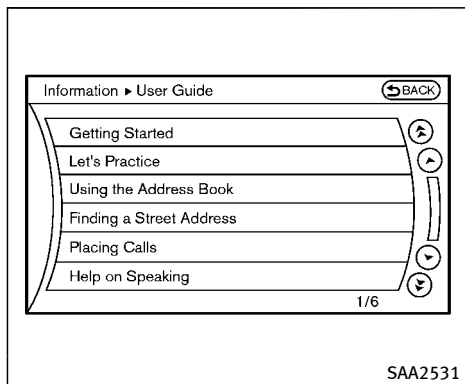 Information ▸ User Guide
BACK
Getting Started
Let's Practice
Using the Address Book
Finding a Street Address
Placing Calls
Help on Speaking
1/6
SAA2531